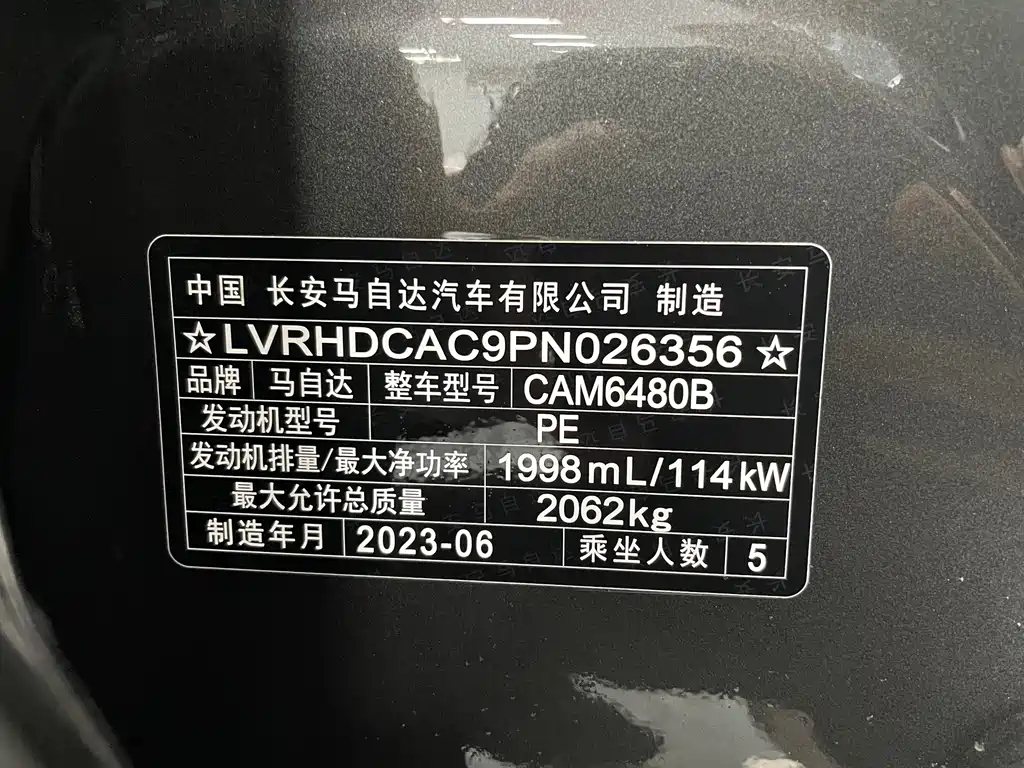 中国 长安马自达汽车有限公司 制造
☆LVRHDCAC9PN026356☆
品牌 马自达 整车型号 CAM6480B
发动机型号 PE
发动机排量/最大净功率 1998mL/114kW
最大允许总质量 2062kg
制造年月 2023-06 乘坐人数 5